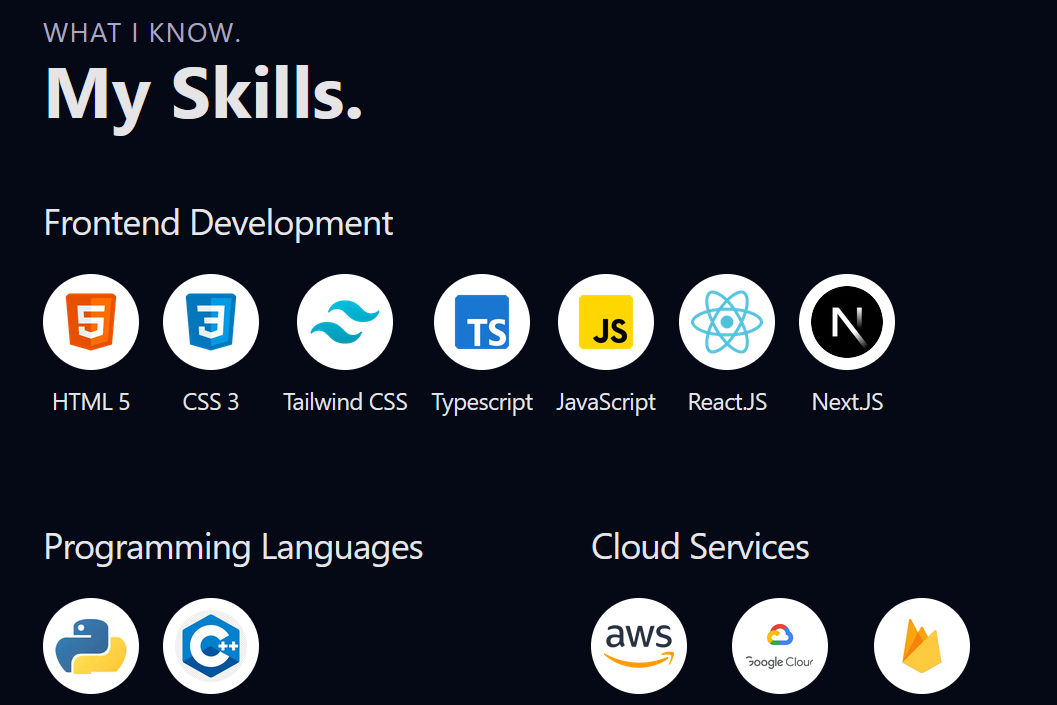 WHAT I KNOW.
My Skills.
Frontend Development
5
3
TS
JS
N
HTML 5
CSS 3
Tailwind CSS
Typescript
JavaScript
React.JS
Next.JS
Programming Languages
Cloud Services
C++
aws
Google Cloud